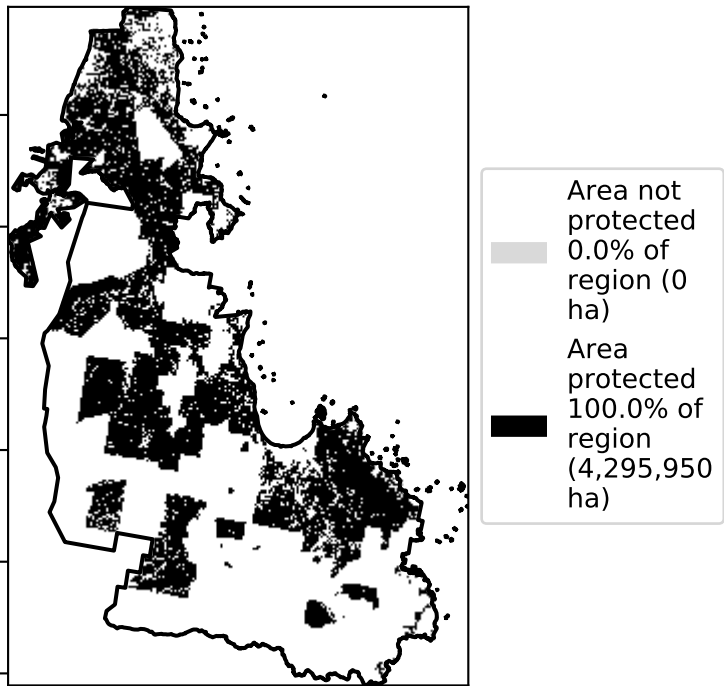 Area not
protected
0.0% of
region (0
ha)
Area
protected
100.0% of
region
(4,295,950
ha)